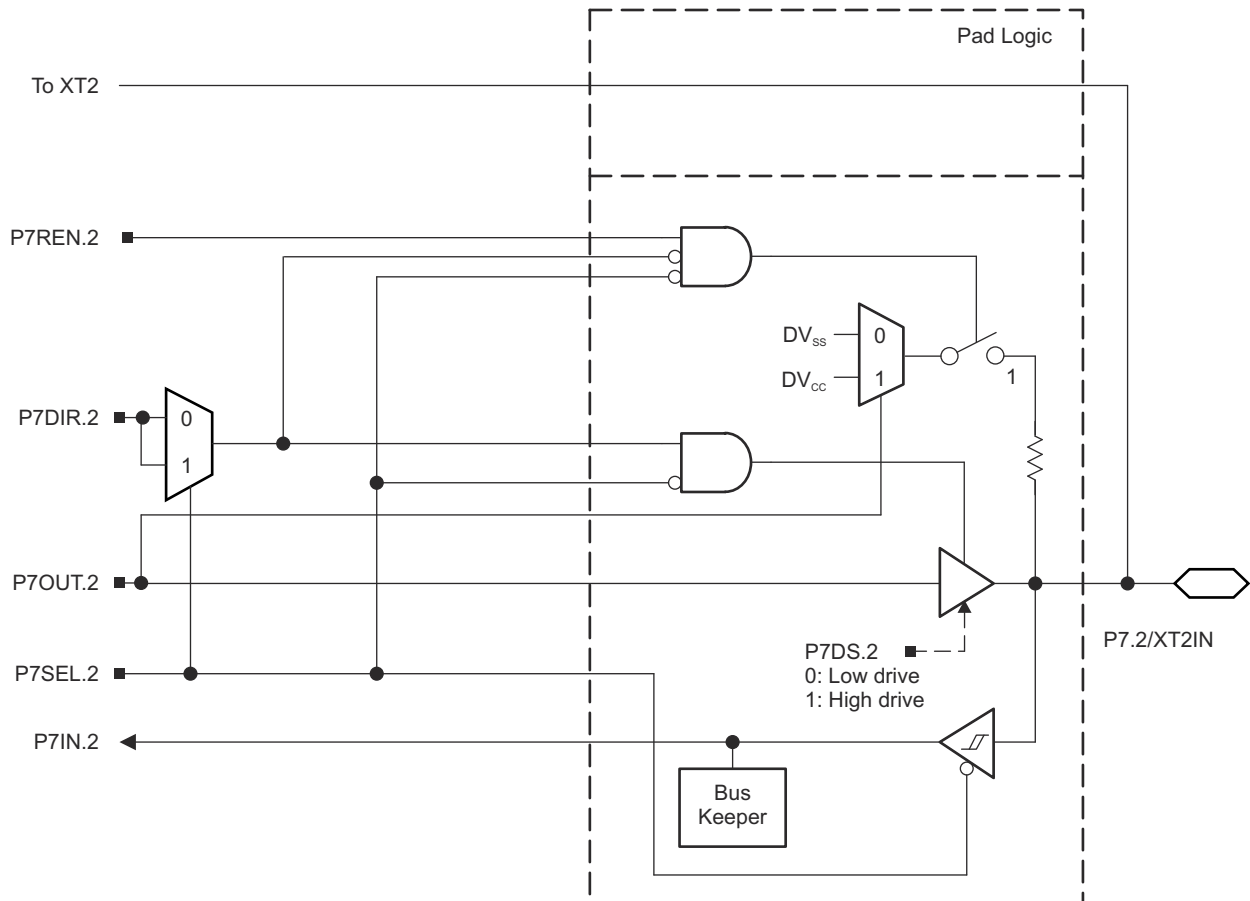 Pad Logic
To XT2
P7REN.2
DVSS
0
DVCC
1
1
P7DIR.2
0
1
P7OUT.2
P7DS.2
0: Low drive
1: High drive
P7.2/XT2IN
P7SEL.2
P7IN.2
Bus
Keeper